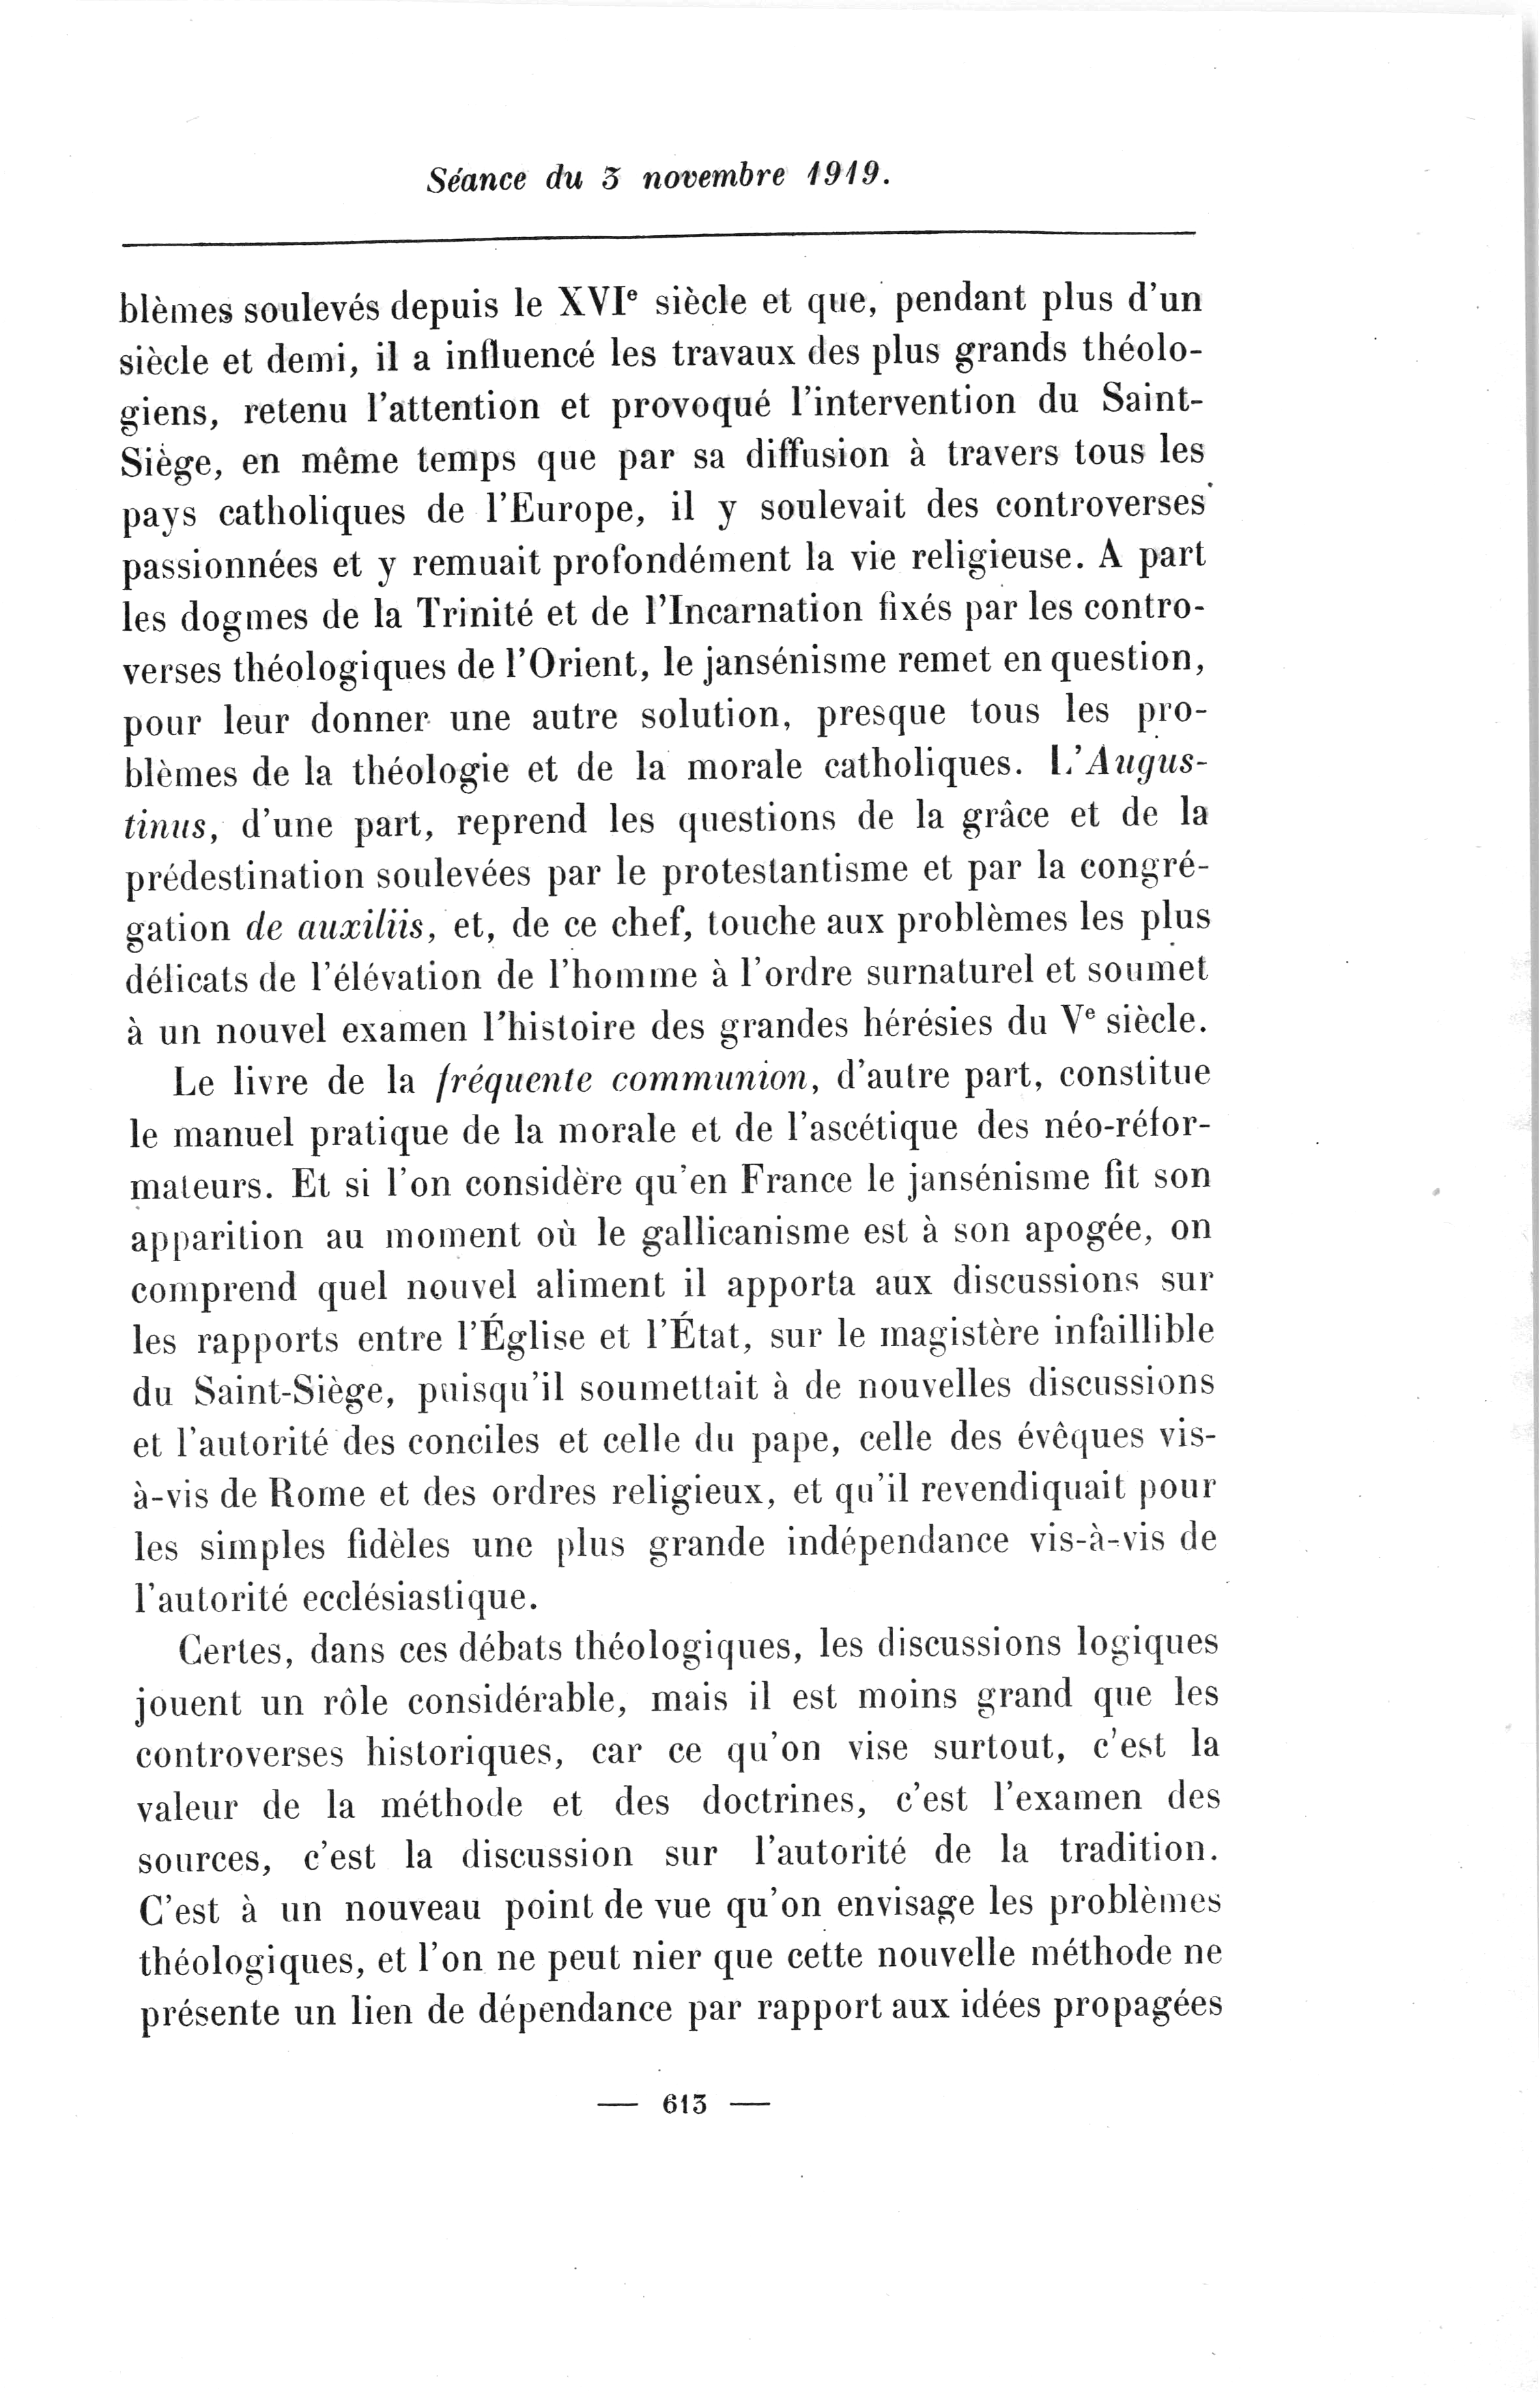 Séance du 3 novembre 1919.
blèmes soulevés depuis le XVIe siècle et que, pendant plus d'un
siècle et demi, il a influencé les travaux des plus grands théolo-
giens, retenu l'attention et provoqué l'intervention du Saint-
Siège, en même temps que par sa diffusion à travers tous les
pays catholiques de l'Europe, il y soulevait des controverses
passionnées et y remuait profondément la vie religieuse. A part
les dogmes de la Trinité et de l'Incarnation fixés par les contro-
verses théologiques de l'Orient, le jansénisme remet en question,
pour leur donner une autre solution, presque tous les pro-
blèmes de la théologie et de la morale catholiques. L'Augus-
tinus, d'une part, reprend les questions de la grâce et de la
prédestination soulevées par le protestantisme et par la congré-
gation de auxiliis, et, de ce chef, touche aux problèmes les plus
délicats de l'élévation de l'homme à l'ordre surnaturel et soumet
à un nouvel examen l'histoire des grandes hérésies du Ve siècle.
Le livre de la fréquente communion, d'autre part, constitue
le manuel pratique de la morale et de l'ascétique des néo-réfor-
mateurs. Et si l'on considère qu'en France le jansénisme fit son
apparition au moment où le gallicanisme est à son apogée, on
comprend quel nouvel aliment il apporta aux discussions sur
les rapports entre l'Église et l'État, sur le magistère infaillible
du Saint-Siège, puisqu'il soumettait à de nouvelles discussions
et l'autorité des conciles et celle du pape, celle des évêques vis-
à-vis de Rome et des ordres religieux, et qu'il revendiquait pour
les simples fidèles une plus grande indépendance vis-à-vis de
l'autorité ecclésiastique.
Certes, dans ces débats théologiques, les discussions logiques
jouent un rôle considérable, mais il est moins grand que les
controverses historiques, car ce qu'on vise surtout, c'est la
valeur de la méthode et des doctrines, c'est l'examen des
sources, c'est la discussion sur l'autorité de la tradition.
C'est à un nouveau point de vue qu'on envisage les problèmes
théologiques, et l'on ne peut nier que cette nouvelle méthode ne
présente un lien de dépendance par rapport aux idées propagées
— 613 —